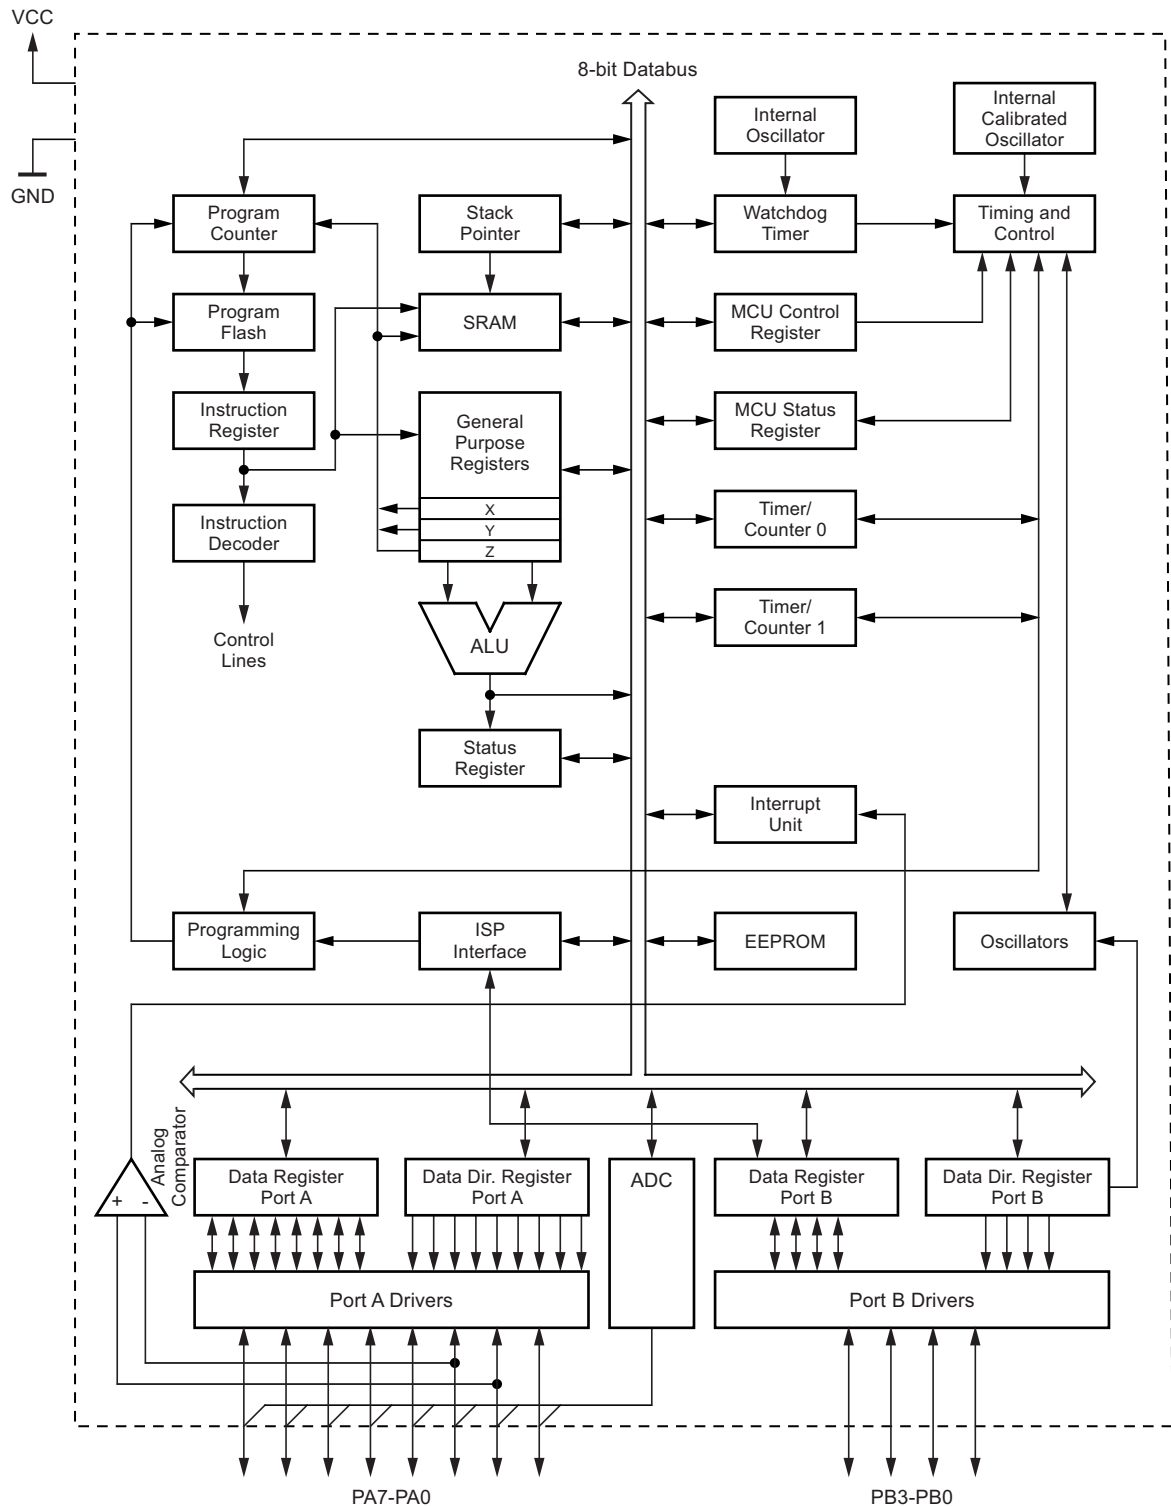 VCC
GND
8-bit Databus
Internal
Oscillator
Internal
Calibrated
Oscillator
Program
Counter
Stack
Pointer
Watchdog
Timer
Timing and
Control
Program
Flash
SRAM
MCU Control
Register
Instruction
Register
General
Purpose
Registers
X
Y
Z
MCU Status
Register
Instruction
Decoder
Timer/
Counter 0
Control
Lines
ALU
Timer/
Counter 1
Status
Register
Interrupt
Unit
Programming
Logic
ISP
Interface
EEPROM
Oscillators
Analog
Comparator
+ -
Data Register
Port A
Data Dir. Register
Port A
ADC
Data Register
Port B
Data Dir. Register
Port B
Port A Drivers
Port B Drivers
PA7-PA0
PB3-PB0